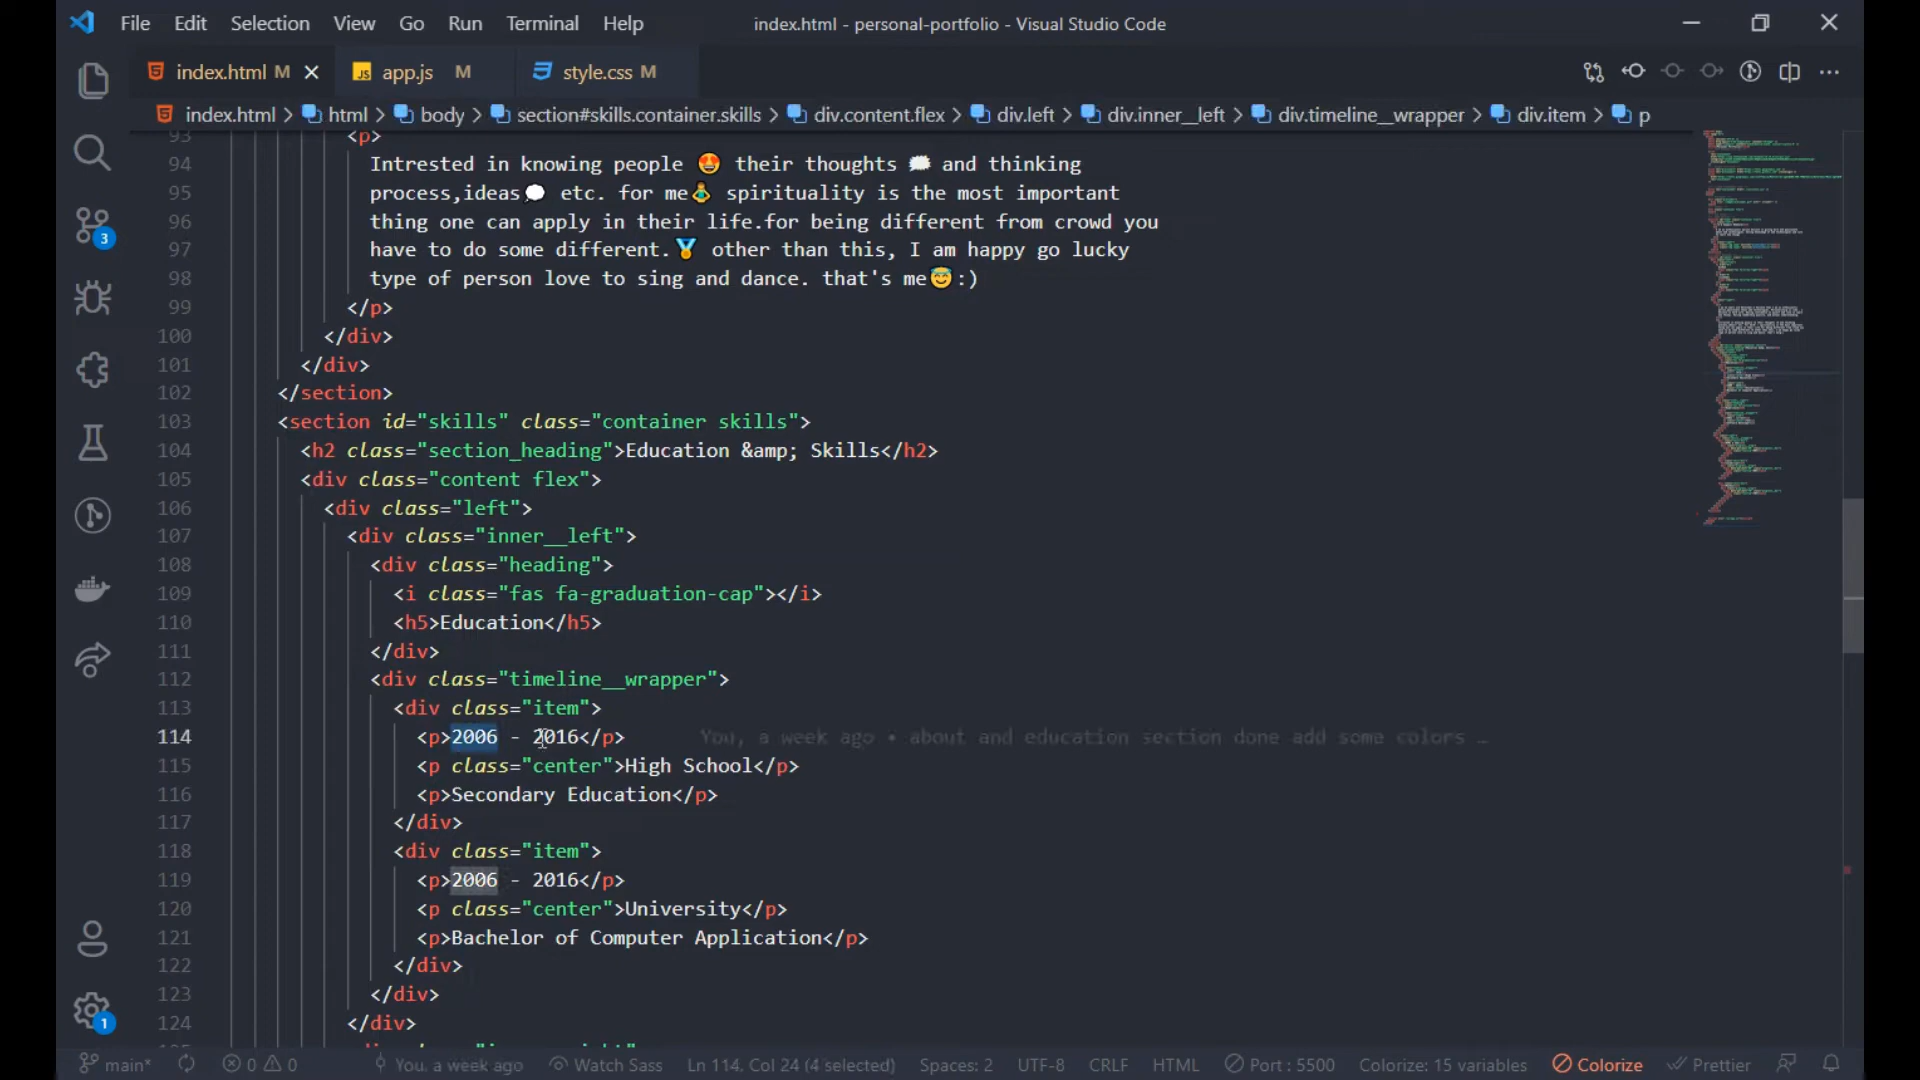 File Edit Selection View Go Run Terminal Help index.html - personal-portfolio - Visual Studio Code
index.html M app.js M style.css M
index.html > html > body > section#skills.container.skills > div.content.flex > div.left > div.inner__left > div.timeline__wrapper > div.item > p
93 <p>
94 Intrested in knowing people 😍 their thoughts 💭 and thinking
95 process,ideas💭 etc. for me🧘 spirituality is the most important
96 thing one can apply in their life.for being different from crowd you
97 have to do some different.🏅 other than this, I am happy go lucky
98 type of person love to sing and dance. that's me😇:)
99 </p>
100 </div>
101 </div>
102 </section>
103 <section id="skills" class="container skills">
104 <h2 class="section_heading">Education &amp; Skills</h2>
105 <div class="content flex">
106 <div class="left">
107 <div class="inner__left">
108 <div class="heading">
109 <i class="fas fa-graduation-cap"></i>
110 <h5>Education</h5>
111 </div>
112 <div class="timeline__wrapper">
113 <div class="item">
114 <p>2006 - 2016</p> You, a week ago • about and education section done add some colors …
115 <p class="center">High School</p>
116 <p>Secondary Education</p>
117 </div>
118 <div class="item">
119 <p>2006 - 2016</p>
120 <p class="center">University</p>
121 <p>Bachelor of Computer Application</p>
122 </div>
123 </div>
124 </div>
3
1
main* 0 0 You, a week ago Watch Sass Ln 114, Col 24 (4 selected) Spaces: 2 UTF-8 CRLF HTML Port : 5500 Colorize: 15 variables Colorize Prettier